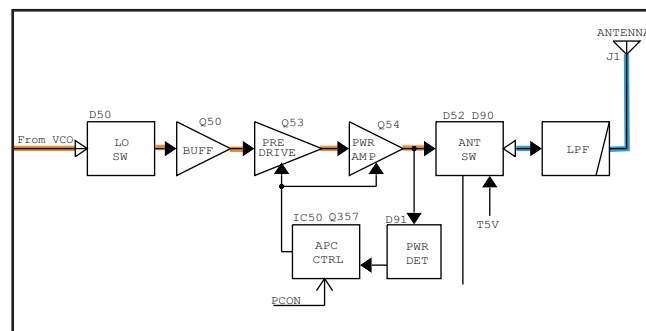 ANTENNA
J1
D50
Q50
Q53
Q54
D52 D90
From VCO
LO
SW
BUFF
PRE
DRIVE
PWR
AMP
ANT
SW
LPF
IC50 Q357
D91
T5V
APC
CTRL
PWR
DET
PCON